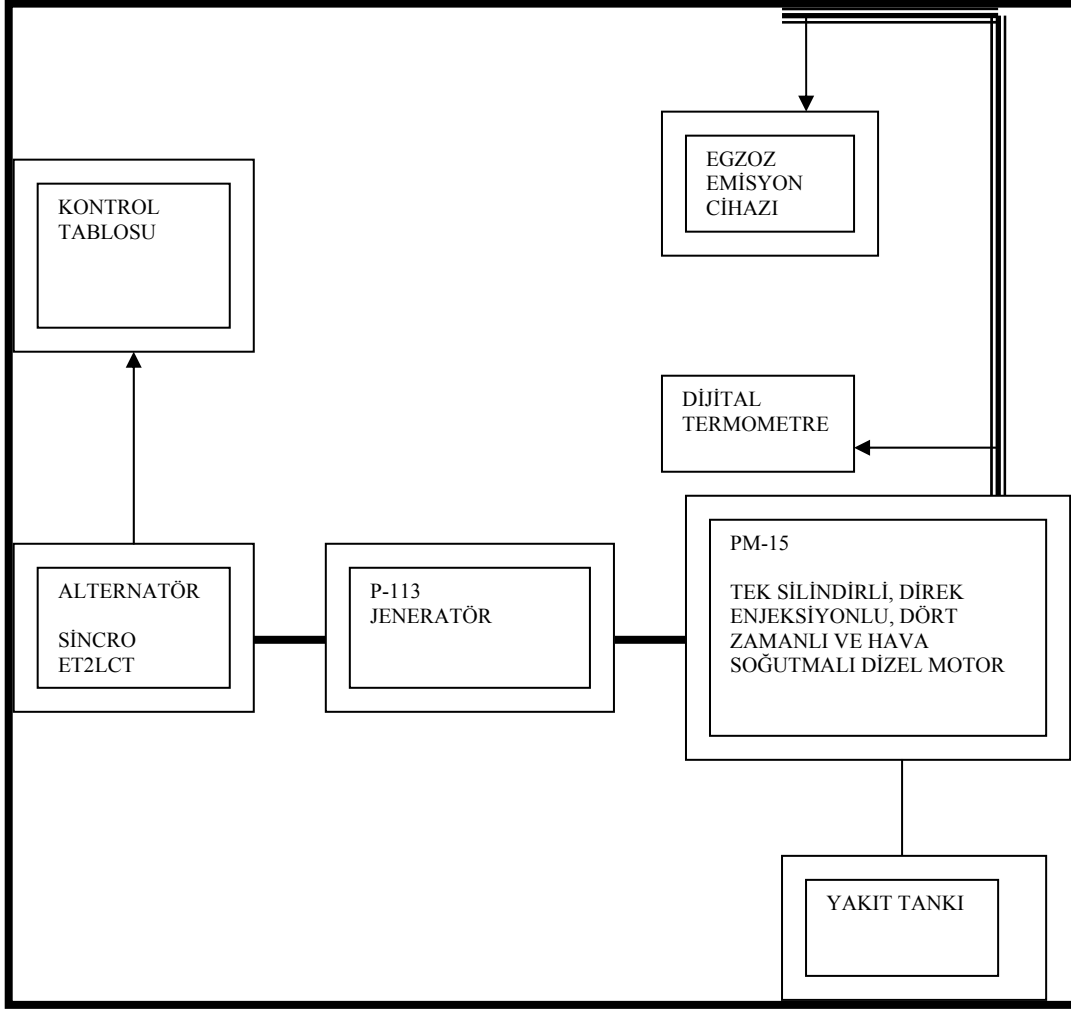 EGZOZ
EMİSYON
CİHAZI
KONTROL
TABLOSU
DİJİTAL
TERMOMETRE
PM-15
TEK SİLİNDİRLİ, DİREK
ENJEKSİYONLU, DÖRT
ZAMANLI VE HAVA
SOĞUTMALI DİZEL MOTOR
ALTERNATÖR
SİNCRO
ET2LCT
P-113
JENERATÖR
YAKIT TANKI